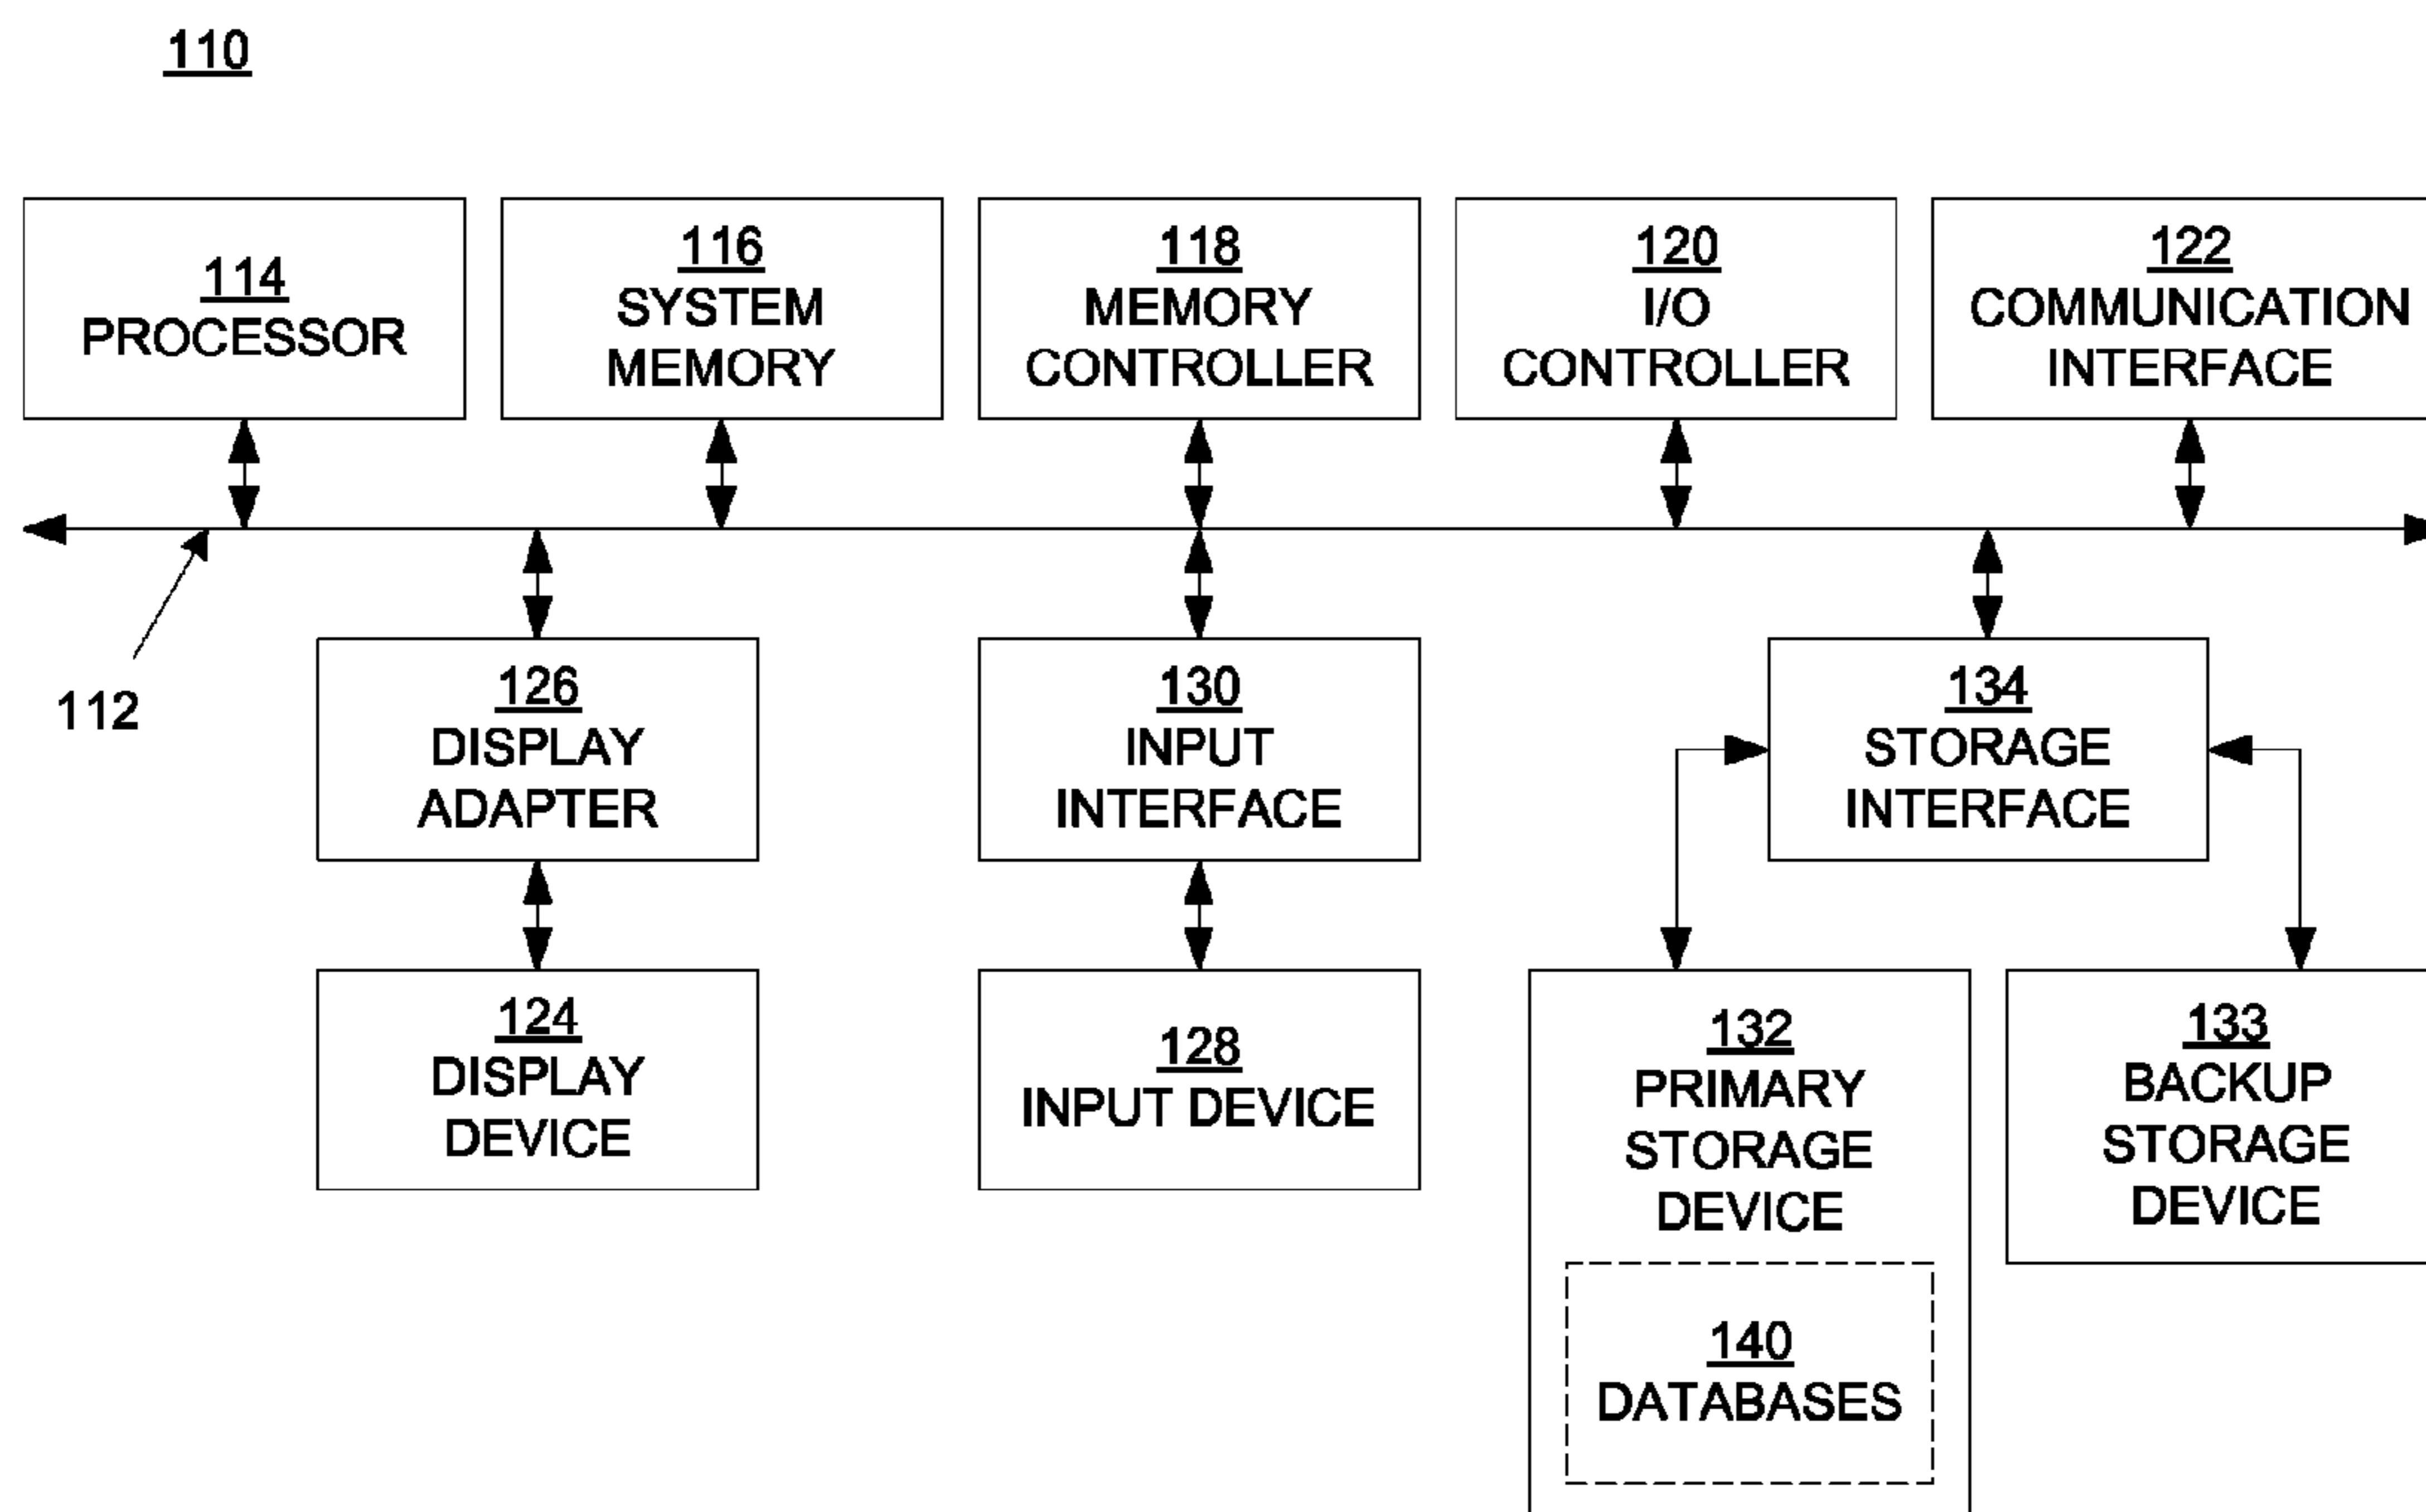 110
114
PROCESSOR
116
SYSTEM
MEMORY
118
MEMORY
CONTROLLER
120
I/O
CONTROLLER
122
COMMUNICATION
INTERFACE
112
126
DISPLAY
ADAPTER
130
INPUT
INTERFACE
134
STORAGE
INTERFACE
124
DISPLAY
DEVICE
128
INPUT DEVICE
132
PRIMARY
STORAGE
DEVICE
133
BACKUP
STORAGE
DEVICE
140
DATABASES